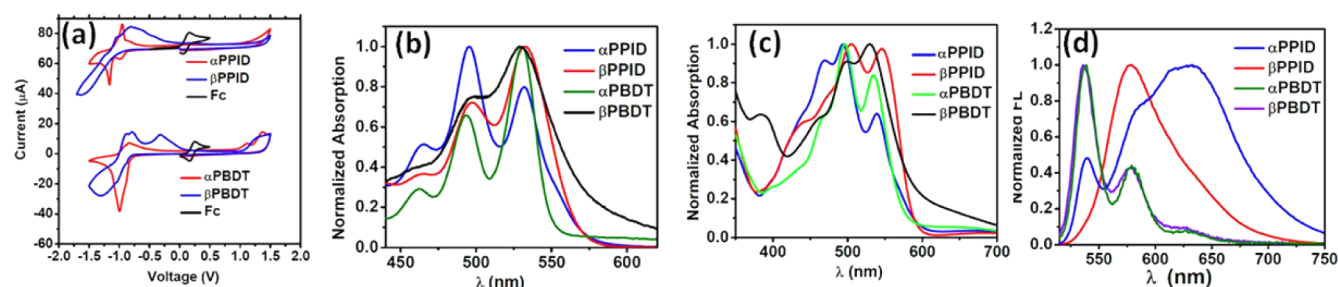 (a)
80
60
40
20
0
-20
-40
-60
Current (μA)
αPPID
βPPID
Fc
αPBDT
βPBDT
Fc
-2.0 -1.5 -1.0 -0.5 0.0 0.5 1.0 1.5 2.0
Voltage (V)
(b)
1.0
0.8
0.6
0.4
0.2
0.0
Normalized Absorption
αPPID
βPPID
αPBDT
βPBDT
450 500 550 600
λ (nm)
(c)
1.0
0.8
0.6
0.4
0.2
0.0
Normalized Absorption
αPPID
βPPID
αPBDT
βPBDT
400 500 600 700
λ (nm)
(d)
1.2
1.0
0.8
0.6
0.4
0.2
0.0
Normalized PL
αPPID
βPPID
αPBDT
βPBDT
550 600 650 700 750
λ (nm)